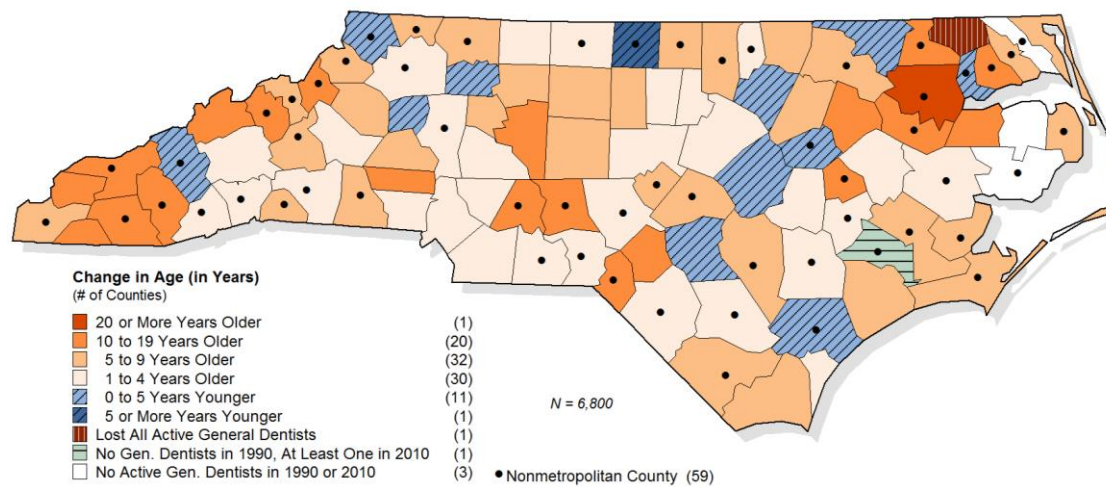 Change in Age (in Years)
(# of Counties)
20 or More Years Older (1)
10 to 19 Years Older (20)
5 to 9 Years Older (32)
1 to 4 Years Older (30)
0 to 5 Years Younger (11)
5 or More Years Younger (1)
Lost All Active General Dentists (1)
No Gen. Dentists in 1990, At Least One in 2010 (1)
No Active Gen. Dentists in 1990 or 2010 (3)
N = 6,800
Nonmetropolitan County (59)